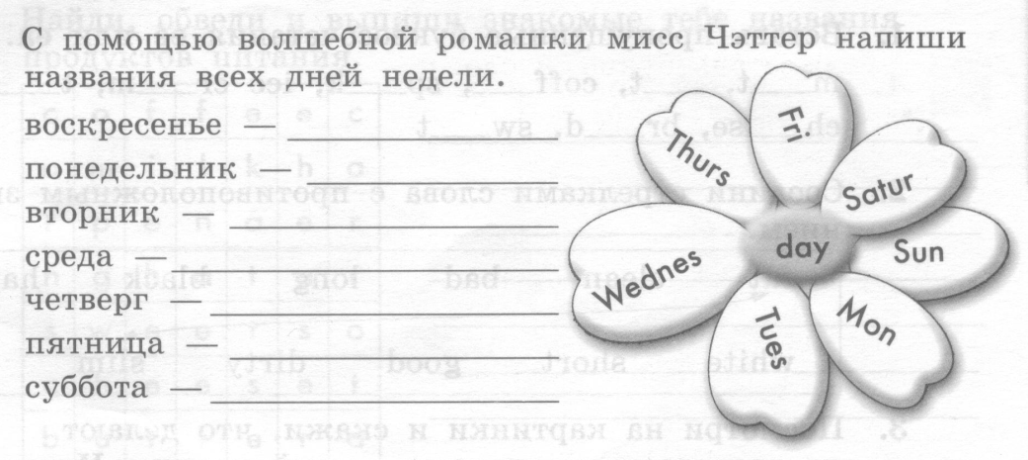 С помощью волшебной ромашки мисс Чэттер напиши
названия всех дней недели.
воскресенье —
понедельник —
вторник —
среда —
четверг —
пятница —
суббота —
Fri
Thurs
Satur
day
Sun
Wednes
Mon
Tues